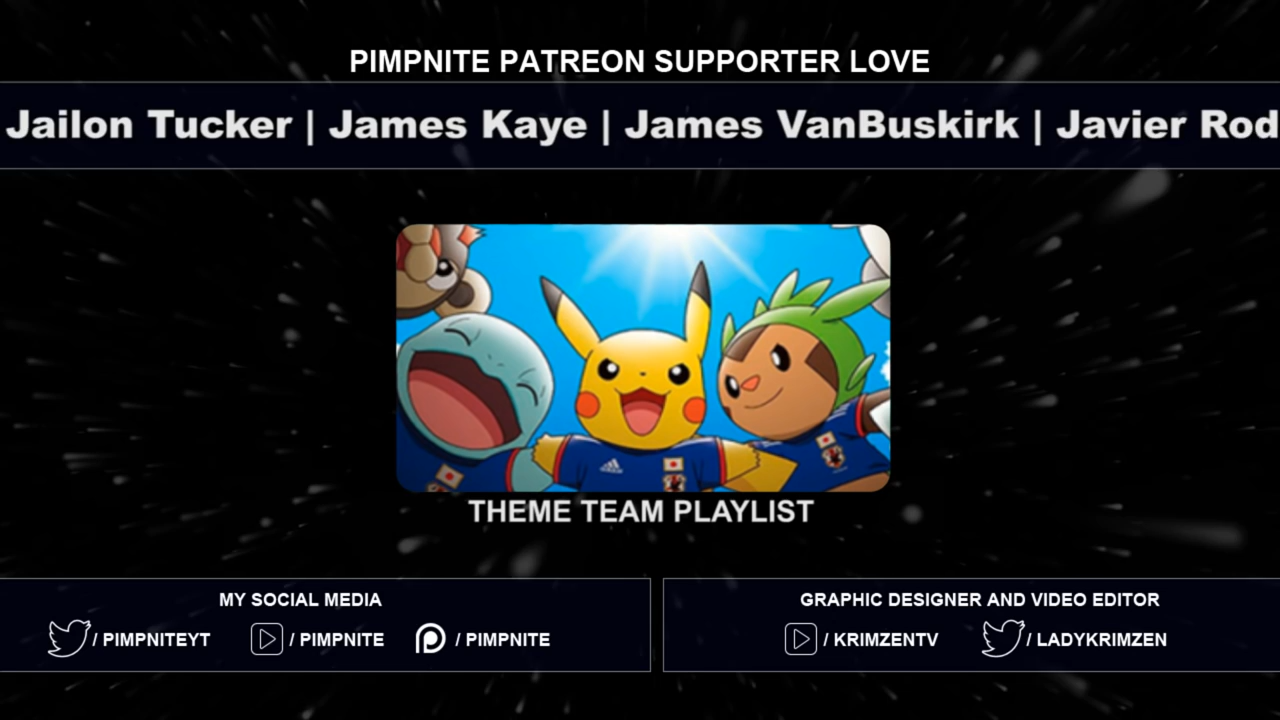 PIMPNITE PATREON SUPPORTER LOVE
Jailon Tucker | James Kaye | James VanBuskirk | Javier Rod
THEME TEAM PLAYLIST
MY SOCIAL MEDIA
/ PIMPNITEYT / PIMPNITE / PIMPNITE
GRAPHIC DESIGNER AND VIDEO EDITOR
/ KRIMZENTV / LADYKRIMZEN